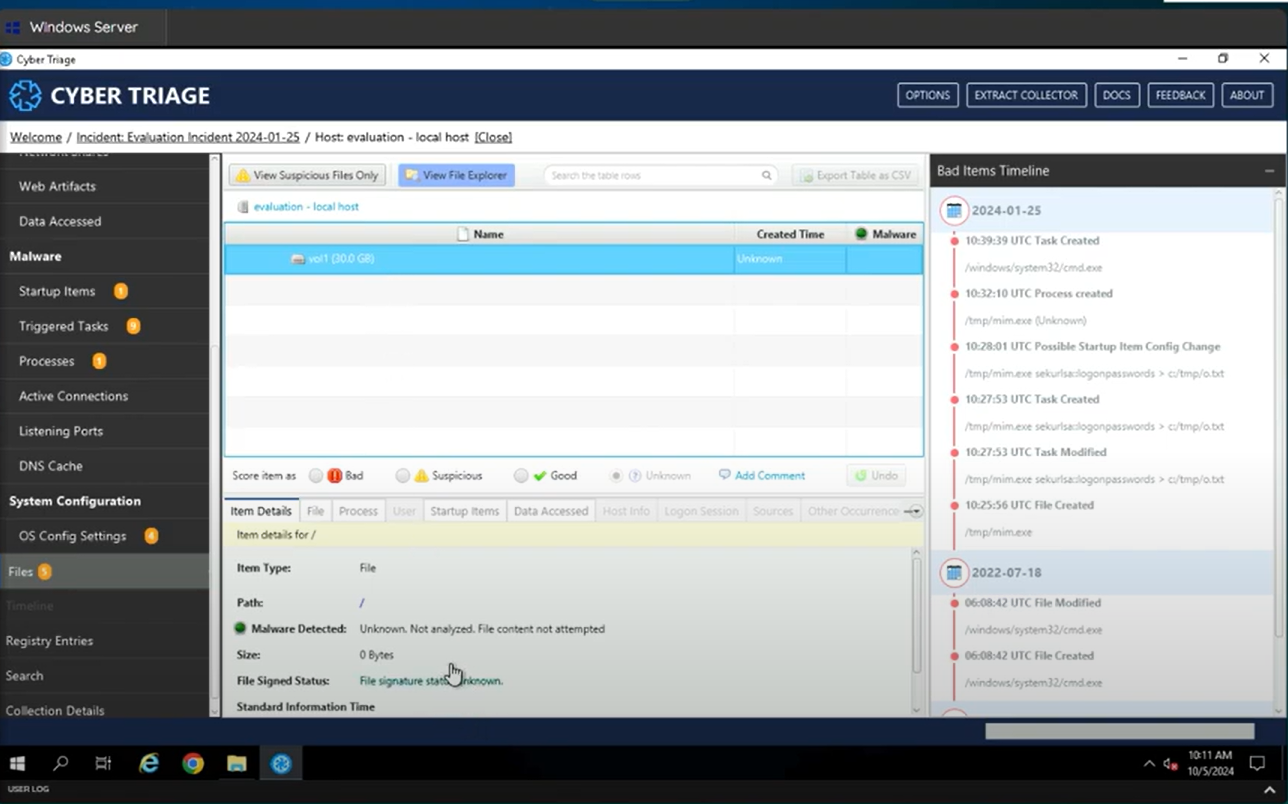 Windows Server
Cyber Triage
CYBER TRIAGE
OPTIONS EXTRACT COLLECTOR DOCS FEEDBACK ABOUT
Welcome / Incident: Evaluation Incident 2024-01-25 / Host: evaluation - local host [Close]
Network Shares
Web Artifacts
Data Accessed
Malware
Startup Items 1
Triggered Tasks 9
Processes 1
Active Connections
Listening Ports
DNS Cache
System Configuration
OS Config Settings 4
Files 5
Timeline
Registry Entries
Search
Collection Details
View Suspicious Files Only View File Explorer Search the table rows Export Table as CSV
evaluation - local host
Name Created Time Malware
vol1 (30.0 GB) Unknown
Score item as Bad Suspicious Good Unknown Add Comment Undo
Item Details File Process User Startup Items Data Accessed Host Info Logon Session Sources Other Occurrence
Item details for /
Item Type: File
Path: /
Malware Detected: Unknown. Not analyzed. File content not attempted
Size: 0 Bytes
File Signed Status: File signature unknown.
Standard Information Time
Bad Items Timeline
2024-01-25
10:39:39 UTC Task Created
/windows/system32/cmd.exe
10:32:10 UTC Process created
/tmp/mim.exe (Unknown)
10:28:01 UTC Possible Startup Item Config Change
/tmp/mim.exe sekurlsa::logonpasswords > c:/tmp/o.txt
10:27:53 UTC Task Created
/tmp/mim.exe sekurlsa::logonpasswords > c:/tmp/o.txt
10:27:53 UTC Task Modified
/tmp/mim.exe sekurlsa::logonpasswords > c:/tmp/o.txt
10:25:56 UTC File Created
/tmp/mim.exe
2022-07-18
06:08:42 UTC File Modified
/windows/system32/cmd.exe
06:08:42 UTC File Created
/windows/system32/cmd.exe
10:11 AM
10/5/2024
USER LOG